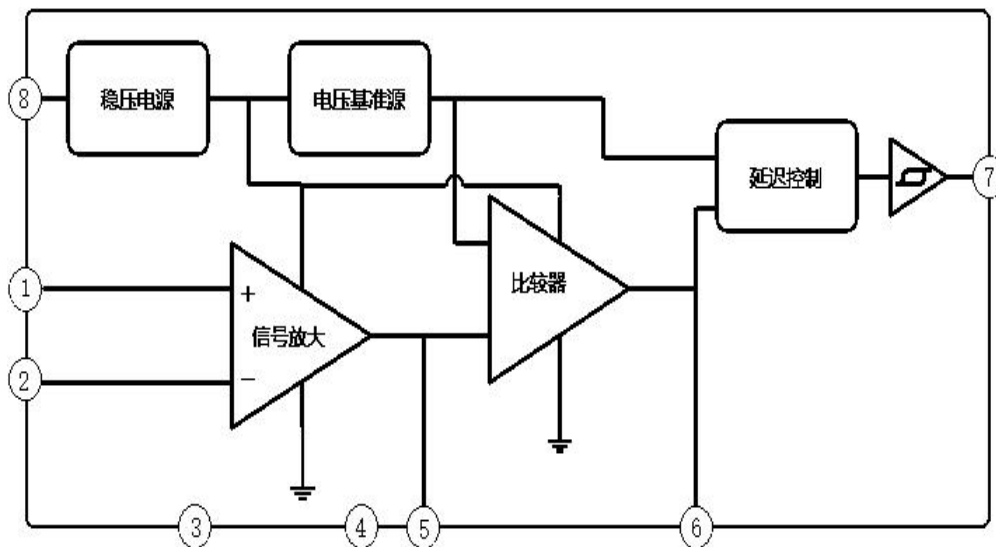 稳压电源
电压基准源
⑧
延迟控制
⑦
比较器
①
+
信号放大
②
−
③
④
⑤
⑥